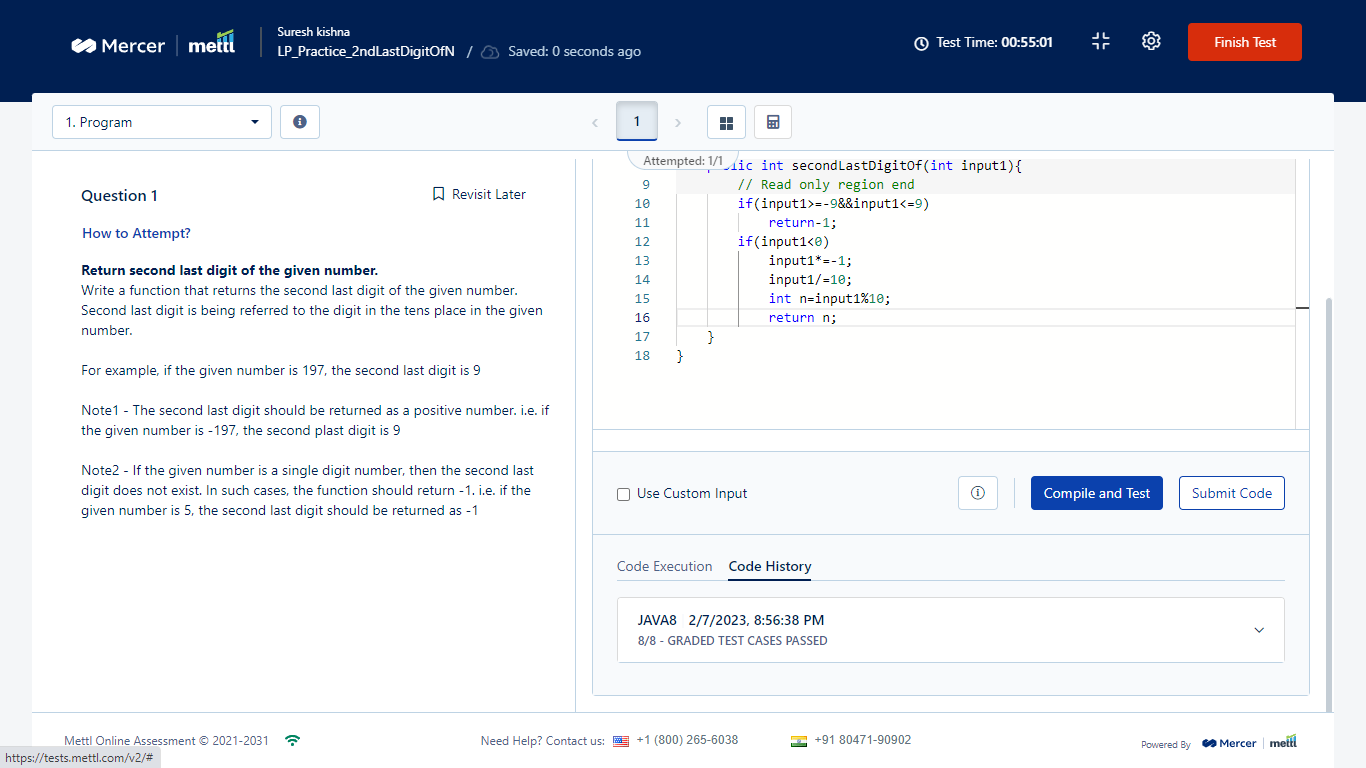 Mercer mettl
Suresh kishna
LP_Practice_2ndLastDigitOfN / Saved: 0 seconds ago
Test Time: 00:55:01
Finish Test
1. Program
1
Attempted: 1/1
Question 1
Revisit Later
How to Attempt?
Return second last digit of the given number.
Write a function that returns the second last digit of the given number.
Second last digit is being referred to the digit in the tens place in the given
number.
For example, if the given number is 197, the second last digit is 9
Note1 - The second last digit should be returned as a positive number. i.e. if
the given number is -197, the second plast digit is 9
Note2 - If the given number is a single digit number, then the second last
digit does not exist. In such cases, the function should return -1. i.e. if the
given number is 5, the second last digit should be returned as -1
int secondLastDigitOf(int input1){
9 // Read only region end
10 if(input1>=-9&&input1<=9)
11 return-1;
12 if(input1<0)
13 input1*=-1;
14 input1/=10;
15 int n=input1%10;
16 return n;
17 }
18 }
Use Custom Input
Compile and Test
Submit Code
Code Execution Code History
JAVA8 2/7/2023, 8:56:38 PM
8/8 - GRADED TEST CASES PASSED
Mettl Online Assessment © 2021-2031
Need Help? Contact us: +1 (800) 265-6038
+91 80471-90902
Powered By Mercer mettl
https://tests.mettl.com/v2/#